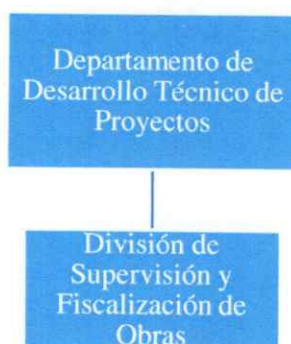 Departamento de
Desarrollo Técnico de
Proyectos
División de
Supervisión y
Fiscalización de
Obras